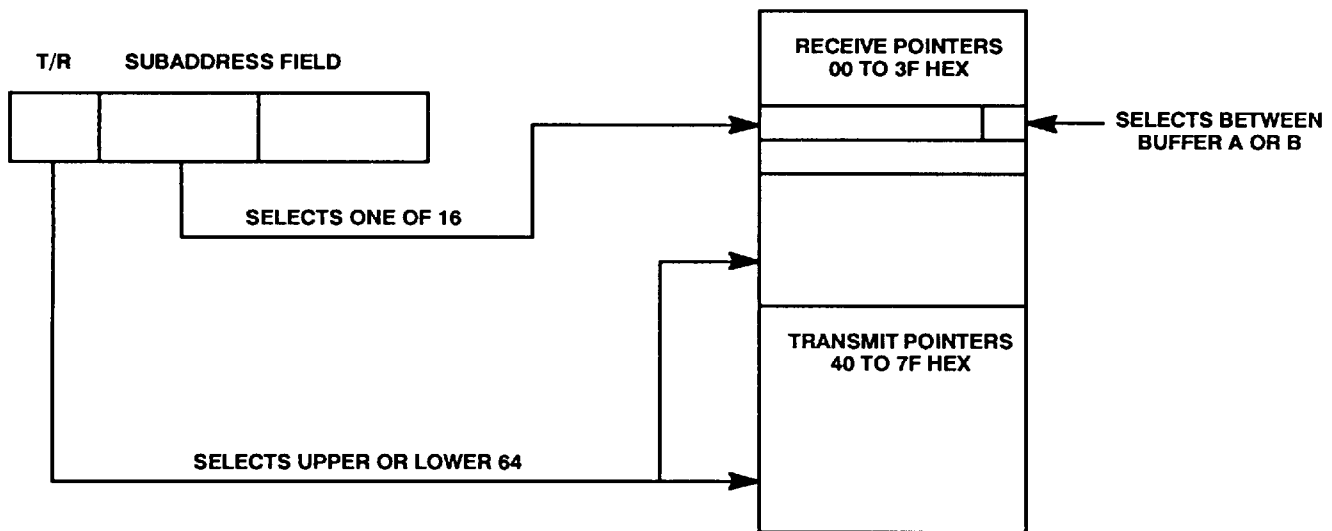 T/R
SUBADDRESS FIELD
RECEIVE POINTERS
00 TO 3F HEX
SELECTS BETWEEN
BUFFER A OR B
SELECTS ONE OF 16
TRANSMIT POINTERS
40 TO 7F HEX
SELECTS UPPER OR LOWER 64